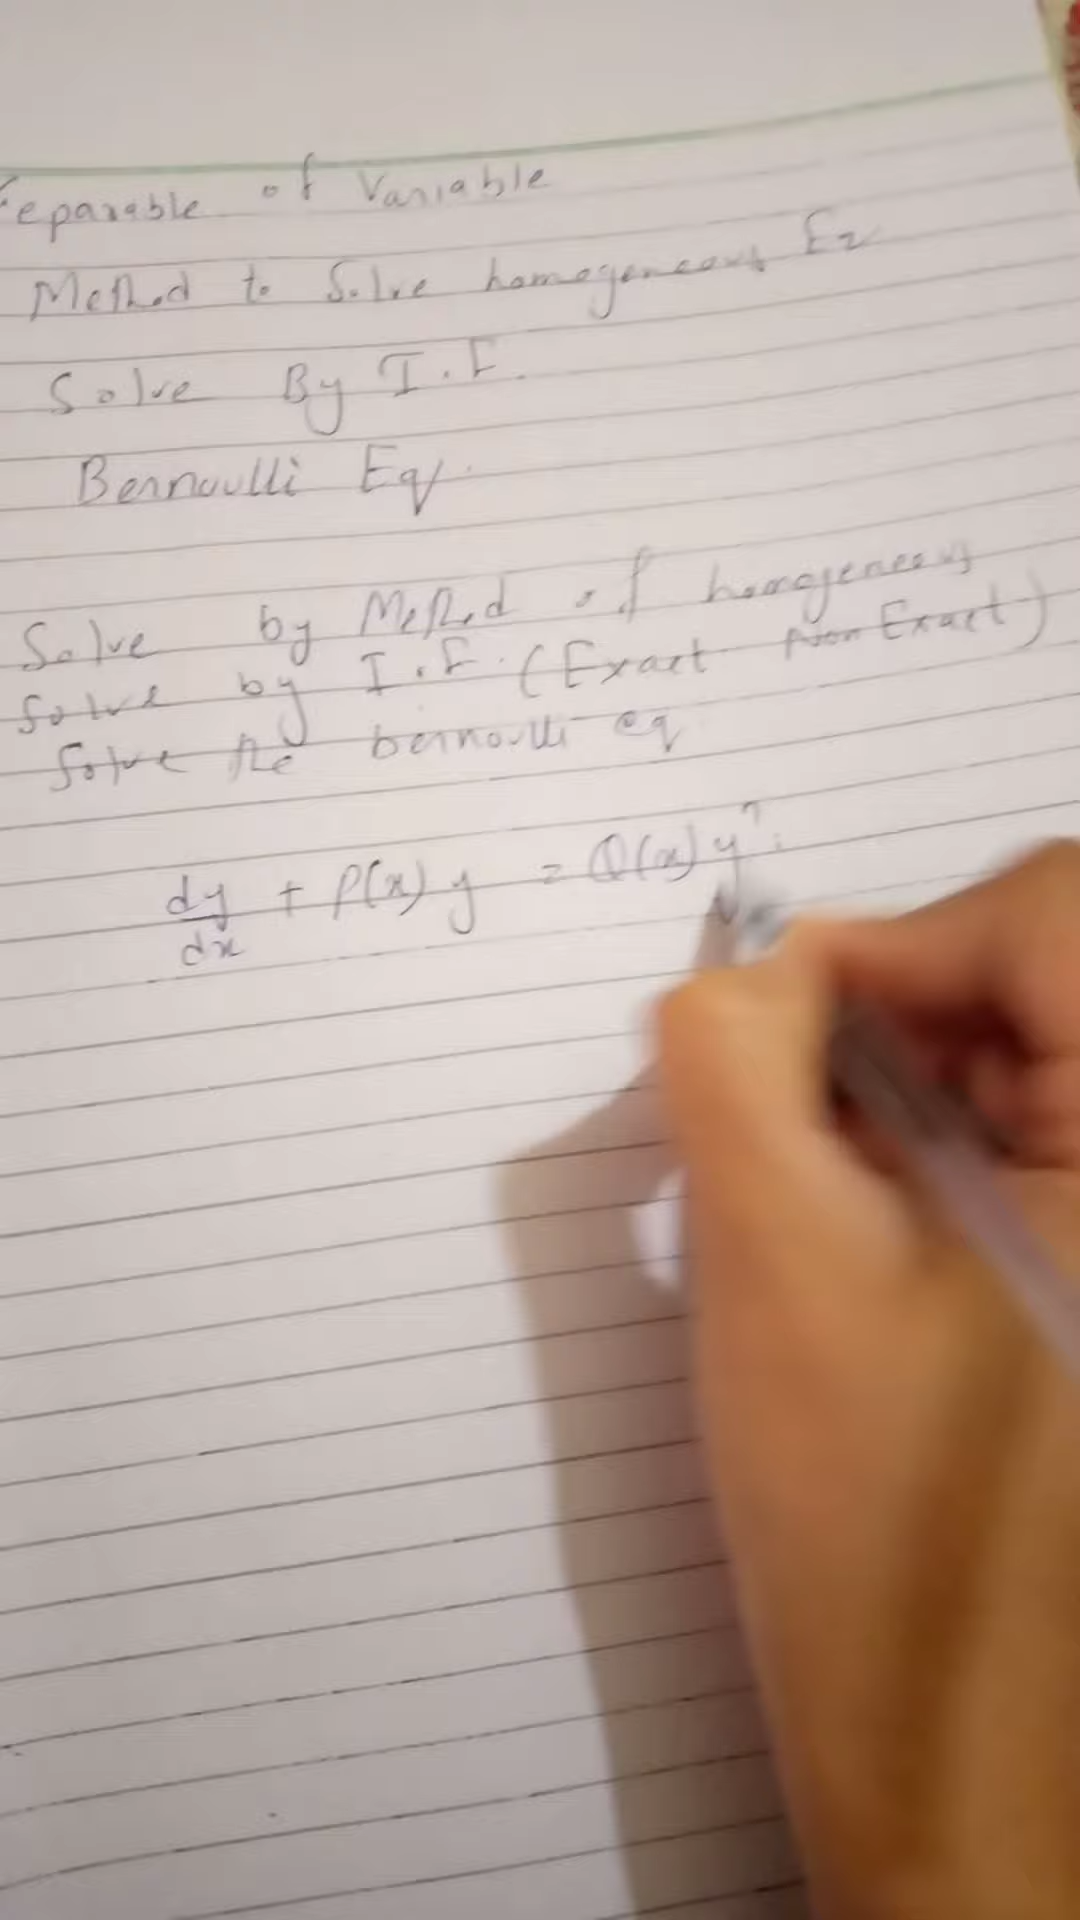 Separable of Variable
Method to Solve homogeneous Eq
Solve By I.F.
Bernoulli Eq.
Solve by Method of homogeneous
Solve by I.F. (Exact Non Exact)
Solve the bernoulli eq
dy/dx + P(x) y = Q(x) y